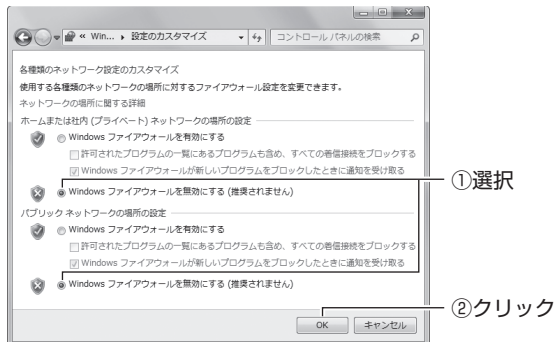 « Win... ▸ 設定のカスタマイズ
コントロール パネルの検索
各種類のネットワーク設定のカスタマイズ
使用する各種類のネットワークの場所に対するファイアウォール設定を変更できます。
ネットワークの場所に関する詳細
ホームまたは社内 (プライベート) ネットワークの場所の設定
Windows ファイアウォールを有効にする
許可されたプログラムの一覧にあるプログラムも含め、すべての着信接続をブロックする
Windows ファイアウォールが新しいプログラムをブロックしたときに通知を受け取る
Windows ファイアウォールを無効にする (推奨されません)
①選択
パブリック ネットワークの場所の設定
Windows ファイアウォールを有効にする
許可されたプログラムの一覧にあるプログラムも含め、すべての着信接続をブロックする
Windows ファイアウォールが新しいプログラムをブロックしたときに通知を受け取る
Windows ファイアウォールを無効にする (推奨されません)
②クリック
OK キャンセル